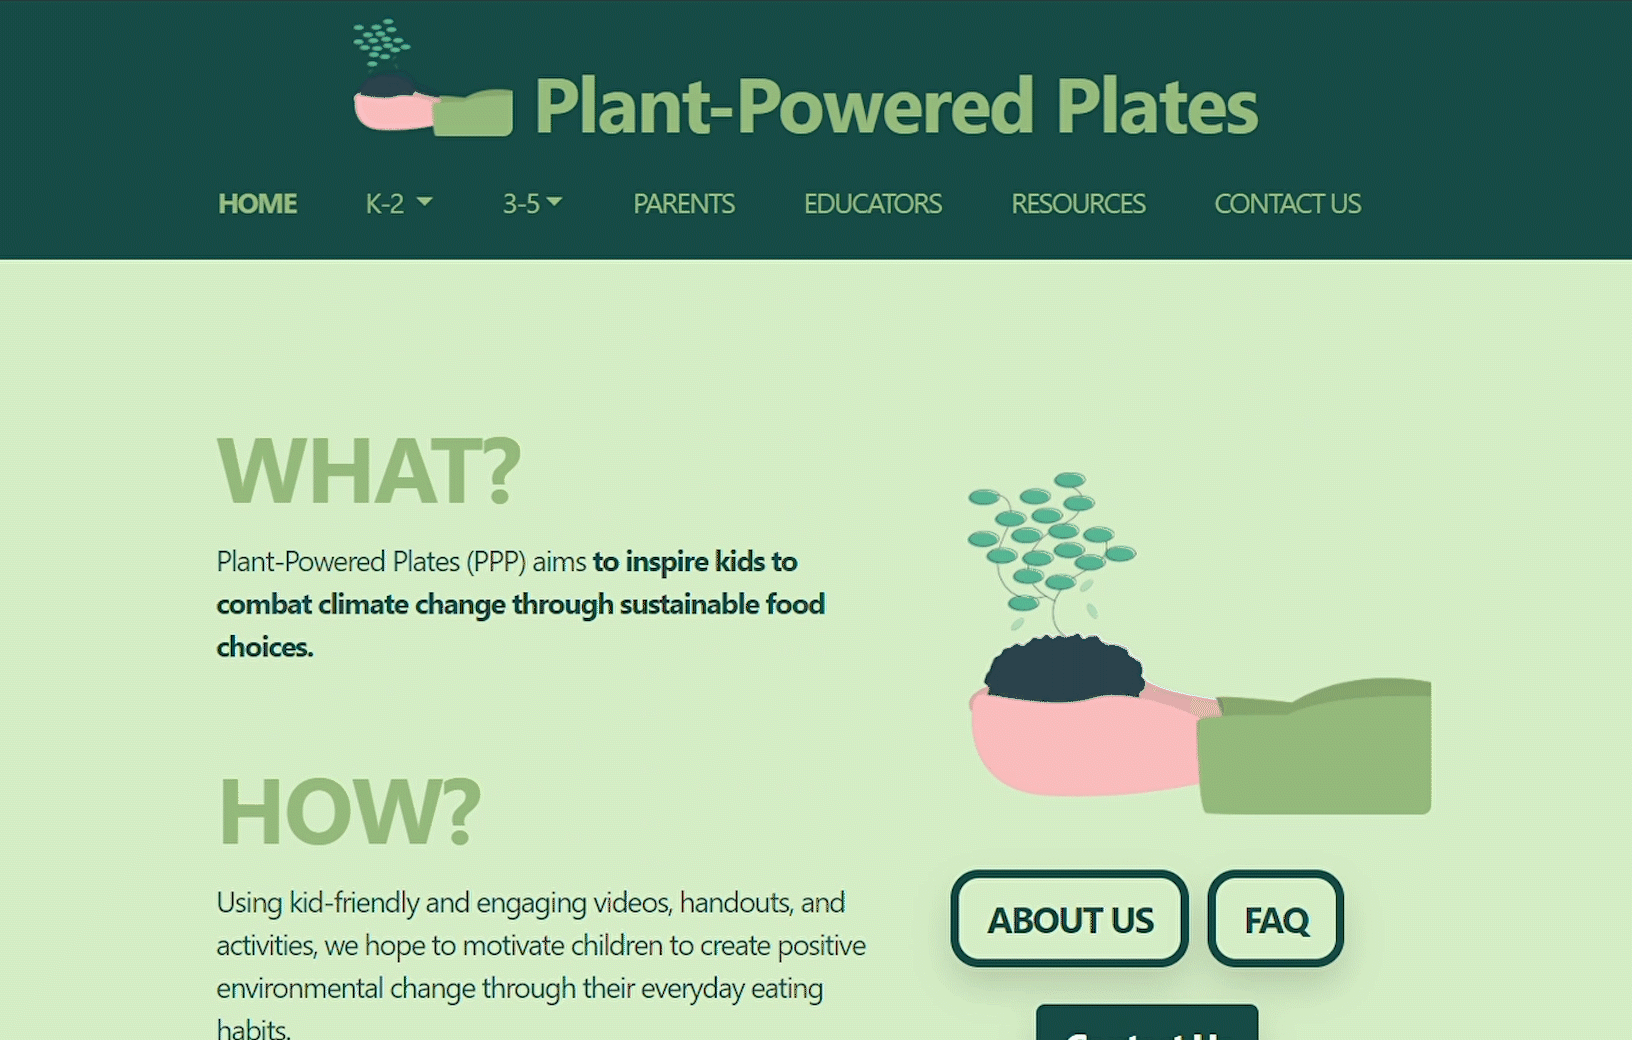 Plant-Powered Plates
HOME K-2 3-5 PARENTS EDUCATORS RESOURCES CONTACT US
WHAT?
Plant-Powered Plates (PPP) aims to inspire kids to
combat climate change through sustainable food
choices.
HOW?
Using kid-friendly and engaging videos, handouts, and
activities, we hope to motivate children to create positive
environmental change through their everyday eating
habits.
ABOUT US FAQ
Contact Us